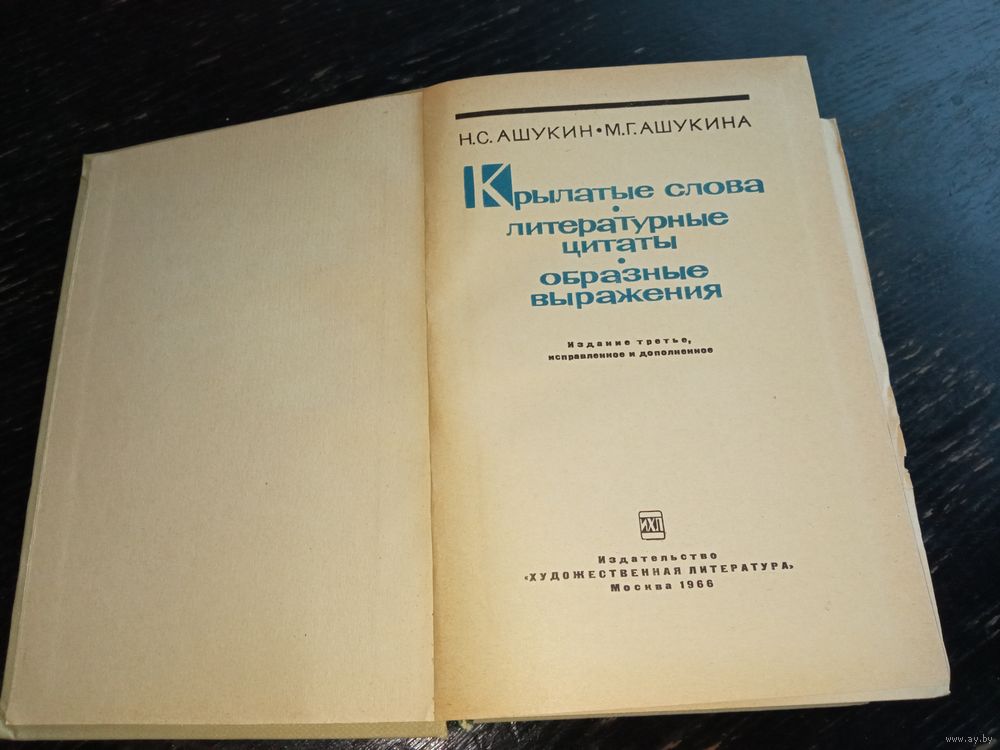 Н.С. АШУКИН • М.Г. АШУКИНА
Крылатые слова
•
литературные
цитаты
•
образные
выражения
Издание третье,
исправленное и дополненное
ИХЛ
Издательство
«ХУДОЖЕСТВЕННАЯ ЛИТЕРАТУРА»
Москва 1966
www.ay.by